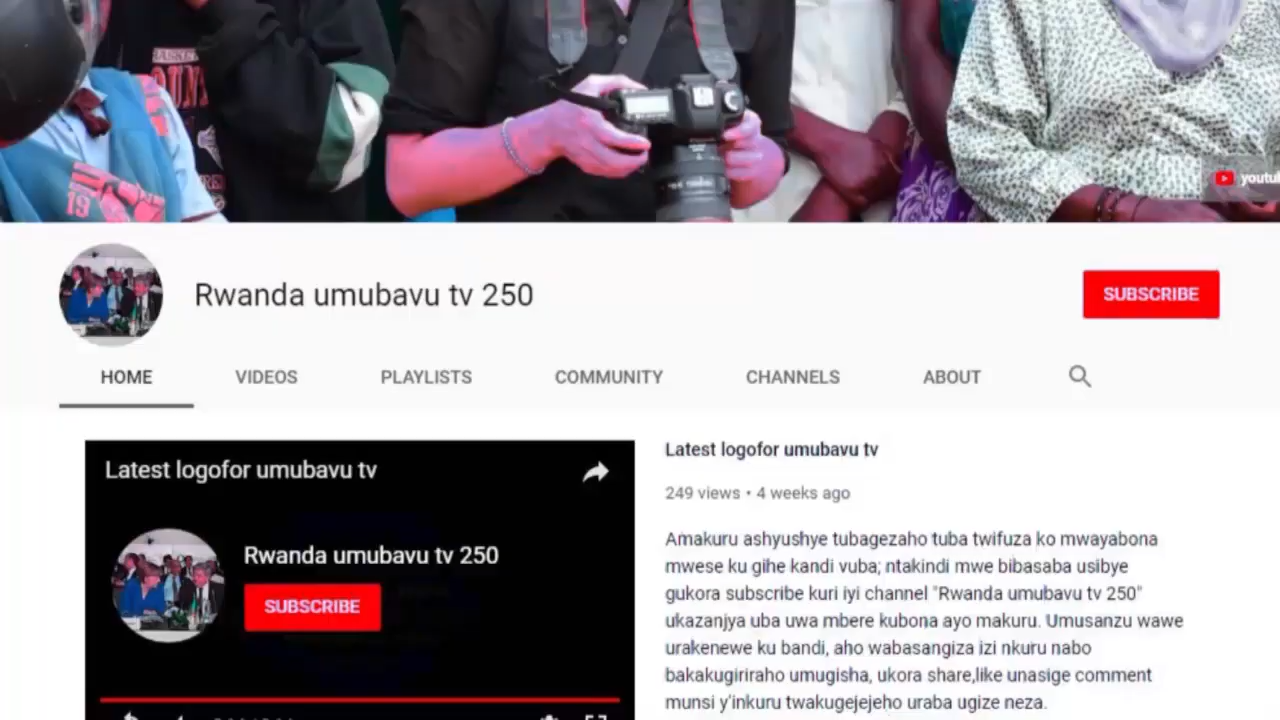 19
youtu
Rwanda umubavu tv 250
SUBSCRIBE
HOME VIDEOS PLAYLISTS COMMUNITY CHANNELS ABOUT
Latest logofor umubavu tv
Rwanda umubavu tv 250
SUBSCRIBE
Latest logofor umubavu tv
249 views • 4 weeks ago
Amakuru ashyushye tubagezaho tuba twifuza ko mwayabona
mwese ku gihe kandi vuba; ntakindi mwe bibasaba usibye
gukora subscribe kuri iyi channel "Rwanda umubavu tv 250"
ukazanjya uba uwa mbere kubona ayo makuru. Umusanzu wawe
urakenewe ku bandi, aho wabasangiza izi nkuru nabo
bakakugiriraho umugisha, ukora share,like unasige comment
munsi y'inkuru twakugejejeho uraba ugize neza.